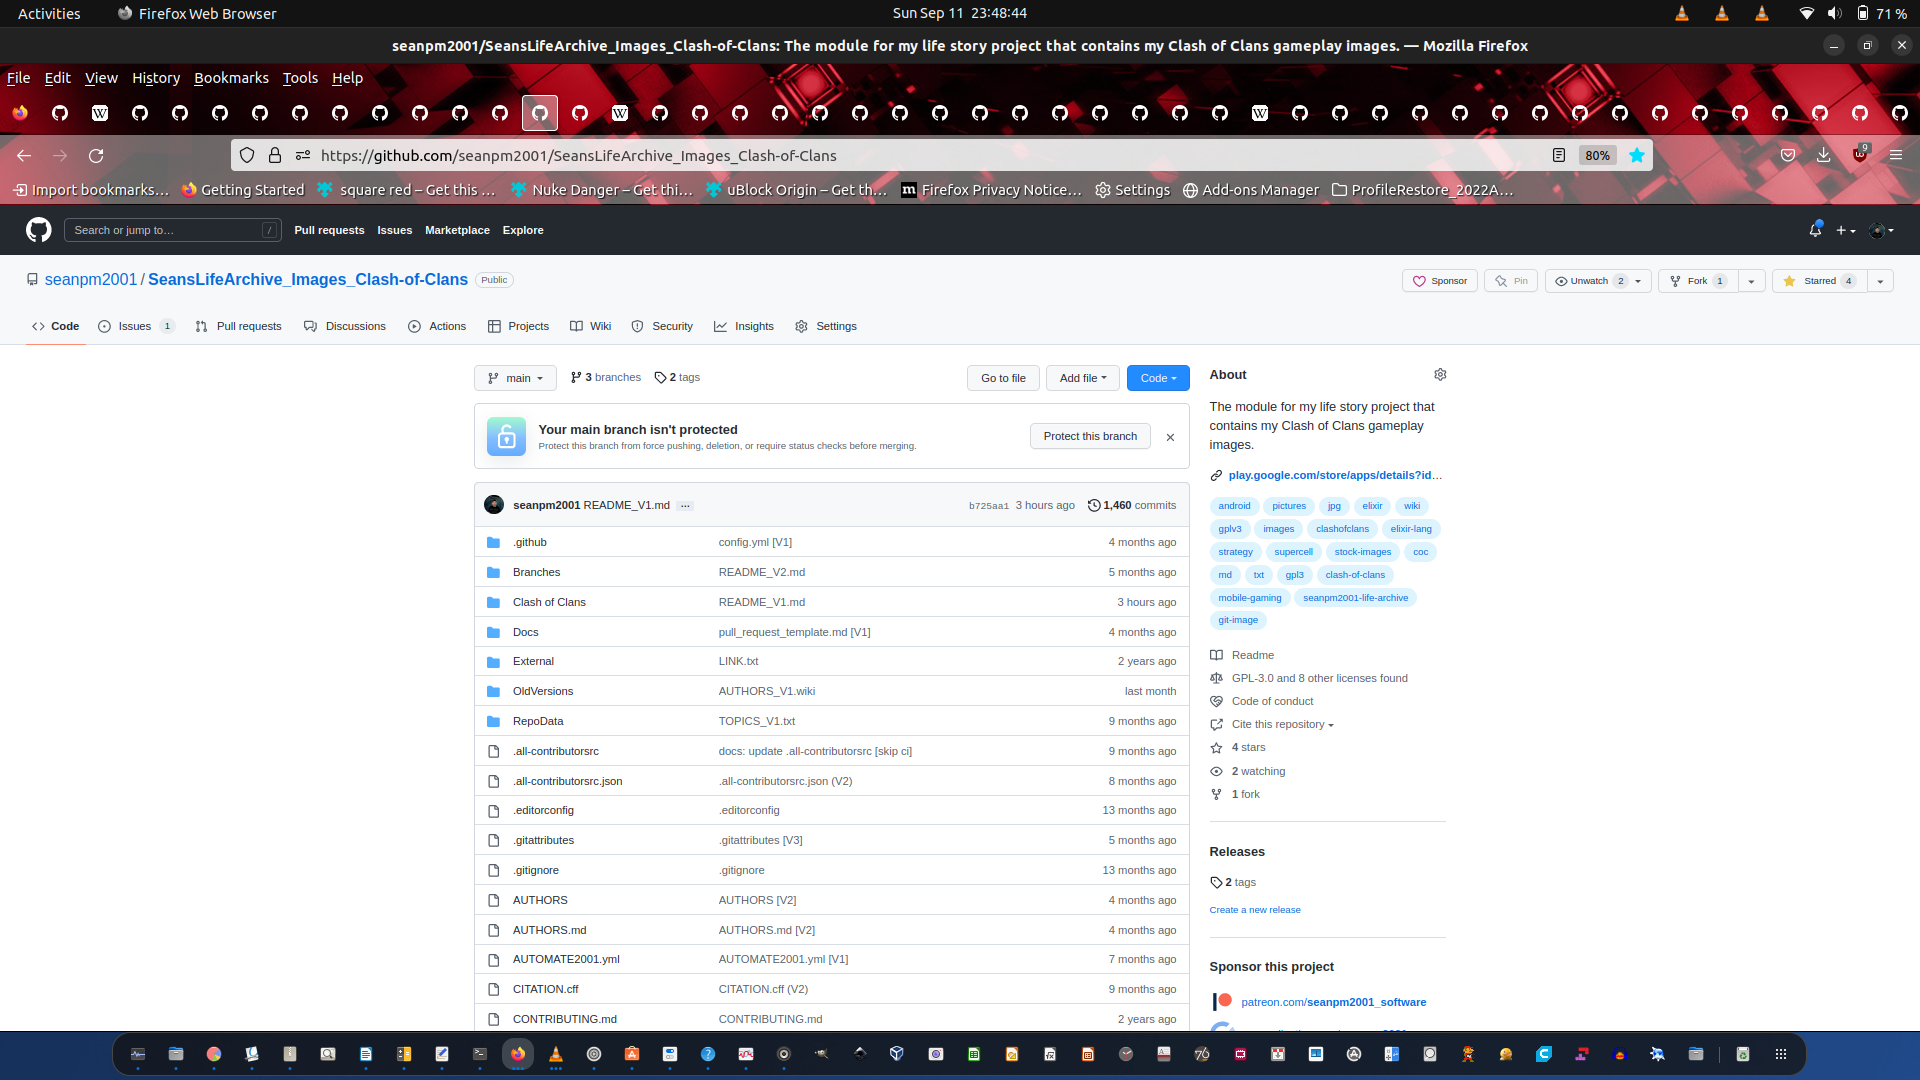 Activities Firefox Web Browser Sun Sep 11 23:48:44 71 %
seanpm2001/SeansLifeArchive_Images_Clash-of-Clans: The module for my life story project that contains my Clash of Clans gameplay images. — Mozilla Firefox
File Edit View History Bookmarks Tools Help
https://github.com/seanpm2001/SeansLifeArchive_Images_Clash-of-Clans 80% 9
Import bookmarks… Getting Started square red – Get this … Nuke Danger – Get thi… uBlock Origin – Get th… Firefox Privacy Notice… Settings Add-ons Manager ProfileRestore_2022A…
Search or jump to… / Pull requests Issues Marketplace Explore
seanpm2001 / SeansLifeArchive_Images_Clash-of-Clans Public Sponsor Pin Unwatch 2 Fork 1 Starred 4
Code Issues 1 Pull requests Discussions Actions Projects Wiki Security Insights Settings
main 3 branches 2 tags Go to file Add file Code
Your main branch isn't protected
Protect this branch from force pushing, deletion, or require status checks before merging.
Protect this branch
seanpm2001 README_V1.md … b725aa1 3 hours ago 1,460 commits
.github config.yml [V1] 4 months ago
Branches README_V2.md 5 months ago
Clash of Clans README_V1.md 3 hours ago
Docs pull_request_template.md [V1] 4 months ago
External LINK.txt 2 years ago
OldVersions AUTHORS_V1.wiki last month
RepoData TOPICS_V1.txt 9 months ago
.all-contributorsrc docs: update .all-contributorsrc [skip ci] 9 months ago
.all-contributorsrc.json .all-contributorsrc.json (V2) 8 months ago
.editorconfig .editorconfig 13 months ago
.gitattributes .gitattributes [V3] 5 months ago
.gitignore .gitignore 13 months ago
AUTHORS AUTHORS [V2] 4 months ago
AUTHORS.md AUTHORS.md [V2] 4 months ago
AUTOMATE2001.yml AUTOMATE2001.yml [V1] 7 months ago
CITATION.cff CITATION.cff (V2) 9 months ago
CONTRIBUTING.md CONTRIBUTING.md 2 years ago
About
The module for my life story project that
contains my Clash of Clans gameplay
images.
play.google.com/store/apps/details?id…
android pictures jpg elixir wiki
gplv3 images clashofclans elixir-lang
strategy supercell stock-images coc
md txt gpl3 clash-of-clans
mobile-gaming seanpm2001-life-archive
git-image
Readme
GPL-3.0 and 8 other licenses found
Code of conduct
Cite this repository
4 stars
2 watching
1 fork
Releases
2 tags
Create a new release
Sponsor this project
patreon.com/seanpm2001_software